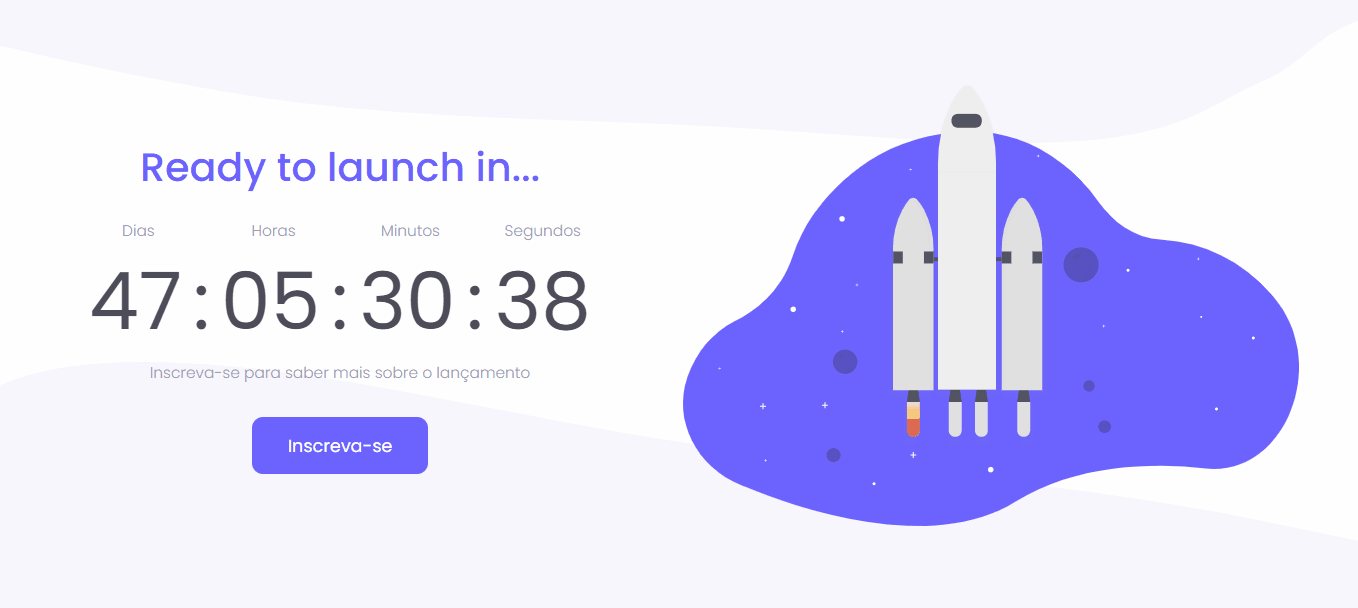 Ready to launch in...
Dias Horas Minutos Segundos
47:05:30:38
Inscreva-se para saber mais sobre o lançamento
Inscreva-se